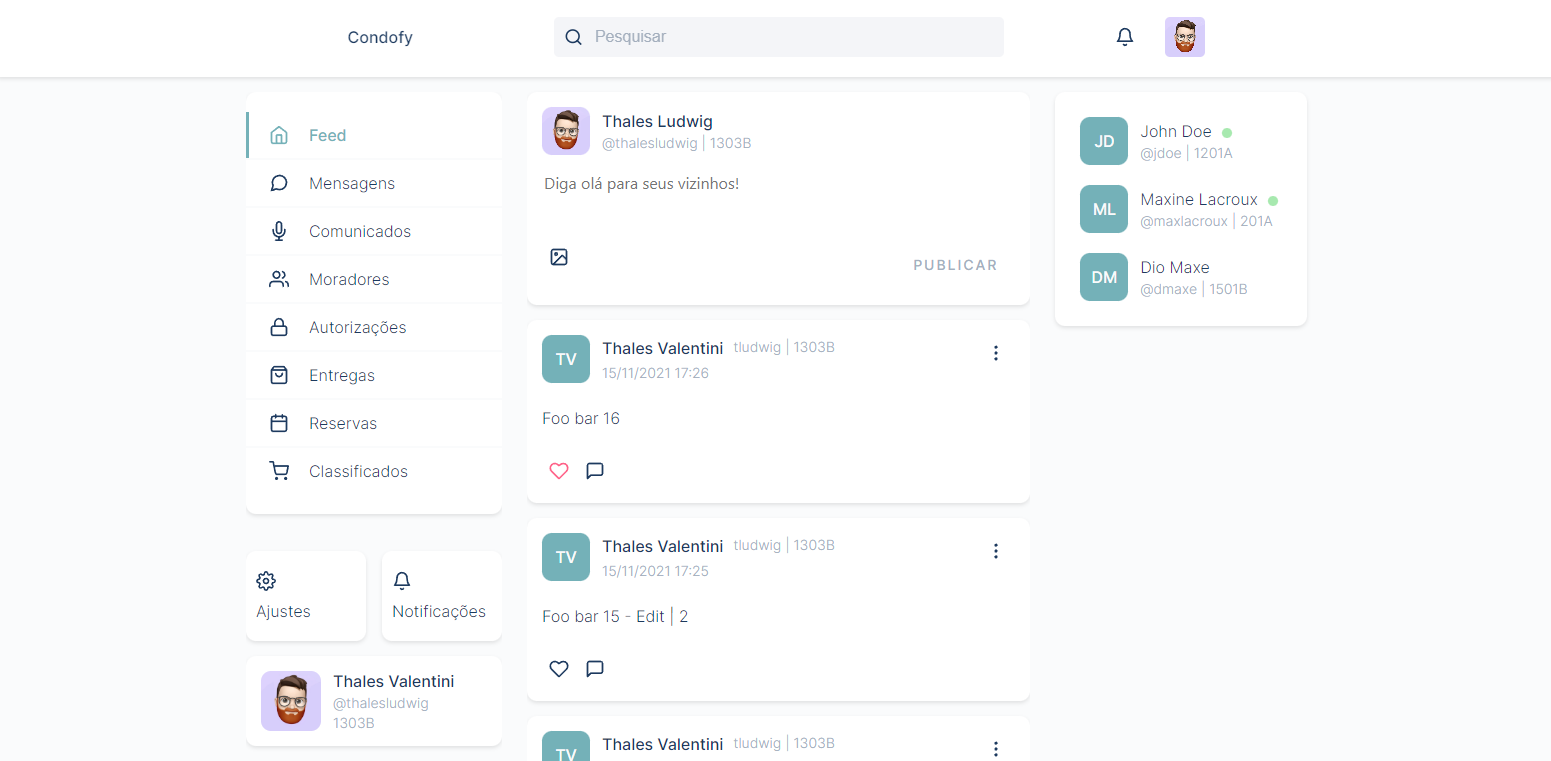 Condofy
Pesquisar
Feed
Mensagens
Comunicados
Moradores
Autorizações
Entregas
Reservas
Classificados
Ajustes
Notificações
Thales Valentini
@thalesludwig
1303B
Thales Ludwig
@thalesludwig | 1303B
Diga olá para seus vizinhos!
PUBLICAR
TV
Thales Valentini tludwig | 1303B
15/11/2021 17:26
Foo bar 16
TV
Thales Valentini tludwig | 1303B
15/11/2021 17:25
Foo bar 15 - Edit | 2
TV
Thales Valentini tludwig | 1303B
JD
John Doe
@jdoe | 1201A
ML
Maxine Lacroux
@maxlacroux | 201A
DM
Dio Maxe
@dmaxe | 1501B